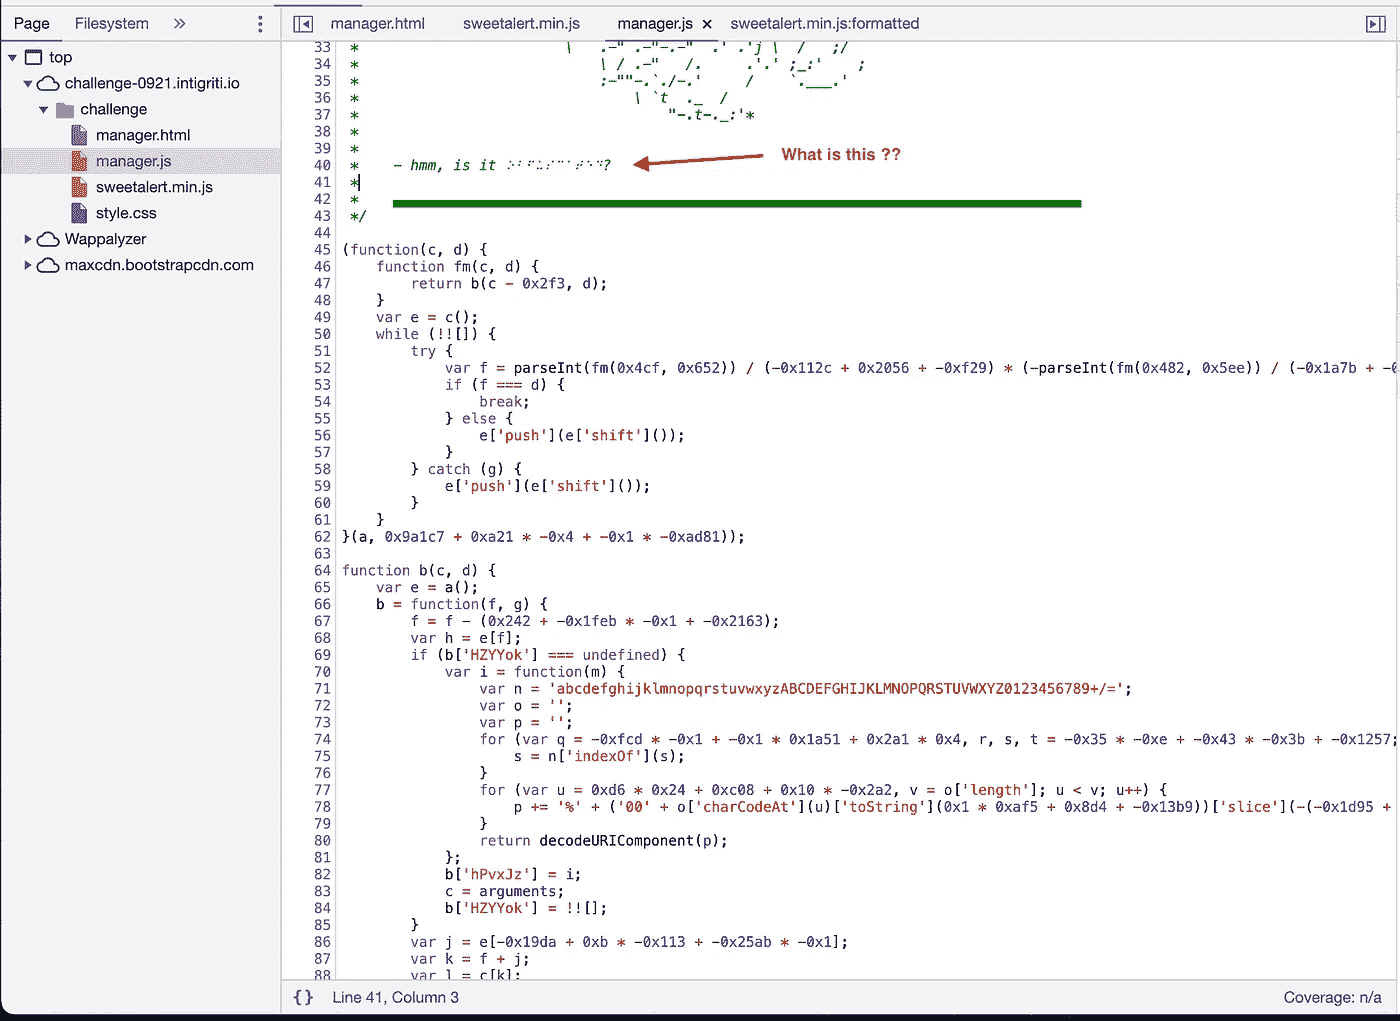 Page
Filesystem
manager.html
sweetalert.min.js
manager.js
sweetalert.min.js:formatted
top
challenge-0921.intigriti.io
challenge
manager.html
manager.js
sweetalert.min.js
style.css
Wappalyzer
maxcdn.bootstrapcdn.com
33 * \ .-" .-"-.-" .' .'j \ / ;/
34 * \ / .-" /. .'.' ;_:' ;
35 * :-""-.`./-.' / `.___.'
36 * \ `t ._ /
37 * "-.t-._:'*
38 *
39 *
40 * - hmm, is it ?
What is this ??
41 *
42 *
43 */
44
45 (function(c, d) {
46 function fm(c, d) {
47 return b(c - 0x2f3, d);
48 }
49 var e = c();
50 while (!![]) {
51 try {
52 var f = parseInt(fm(0x4cf, 0x652)) / (-0x112c + 0x2056 + -0xf29) * (-parseInt(fm(0x482, 0x5ee)) / (-0x1a7b + -0
53 if (f === d) {
54 break;
55 } else {
56 e['push'](e['shift']());
57 }
58 } catch (g) {
59 e['push'](e['shift']());
60 }
61 }
62 }(a, 0x9a1c7 + 0xa21 * -0x4 + -0x1 * -0xad81));
63
64 function b(c, d) {
65 var e = a();
66 b = function(f, g) {
67 f = f - (0x242 + -0x1feb * -0x1 + -0x2163);
68 var h = e[f];
69 if (b['HZYYok'] === undefined) {
70 var i = function(m) {
71 var n = 'abcdefghijklmnopqrstuvwxyzABCDEFGHIJKLMNOPQRSTUVWXYZ0123456789+/=';
72 var o = '';
73 var p = '';
74 for (var q = -0xfcd * -0x1 + -0x1 * 0x1a51 + 0x2a1 * 0x4, r, s, t = -0x35 * -0xe + -0x43 * -0x3b + -0x1257;
75 s = n['indexOf'](s);
76 }
77 for (var u = 0xd6 * 0x24 + 0xc08 + 0x10 * -0x2a2, v = o['length']; u < v; u++) {
78 p += '%' + ('00' + o['charCodeAt'](u)['toString'](0x1 * 0xaf5 + 0x8d4 + -0x13b9))['slice'](~(-0x1d95 +
79 }
80 return decodeURIComponent(p);
81 };
82 b['hPvxJz'] = i;
83 c = arguments;
84 b['HZYYok'] = !![];
85 }
86 var j = e[-0x19da + 0xb * -0x113 + -0x25ab * -0x1];
87 var k = f + j;
88 var l = c[k];
{} Line 41, Column 3
Coverage: n/a